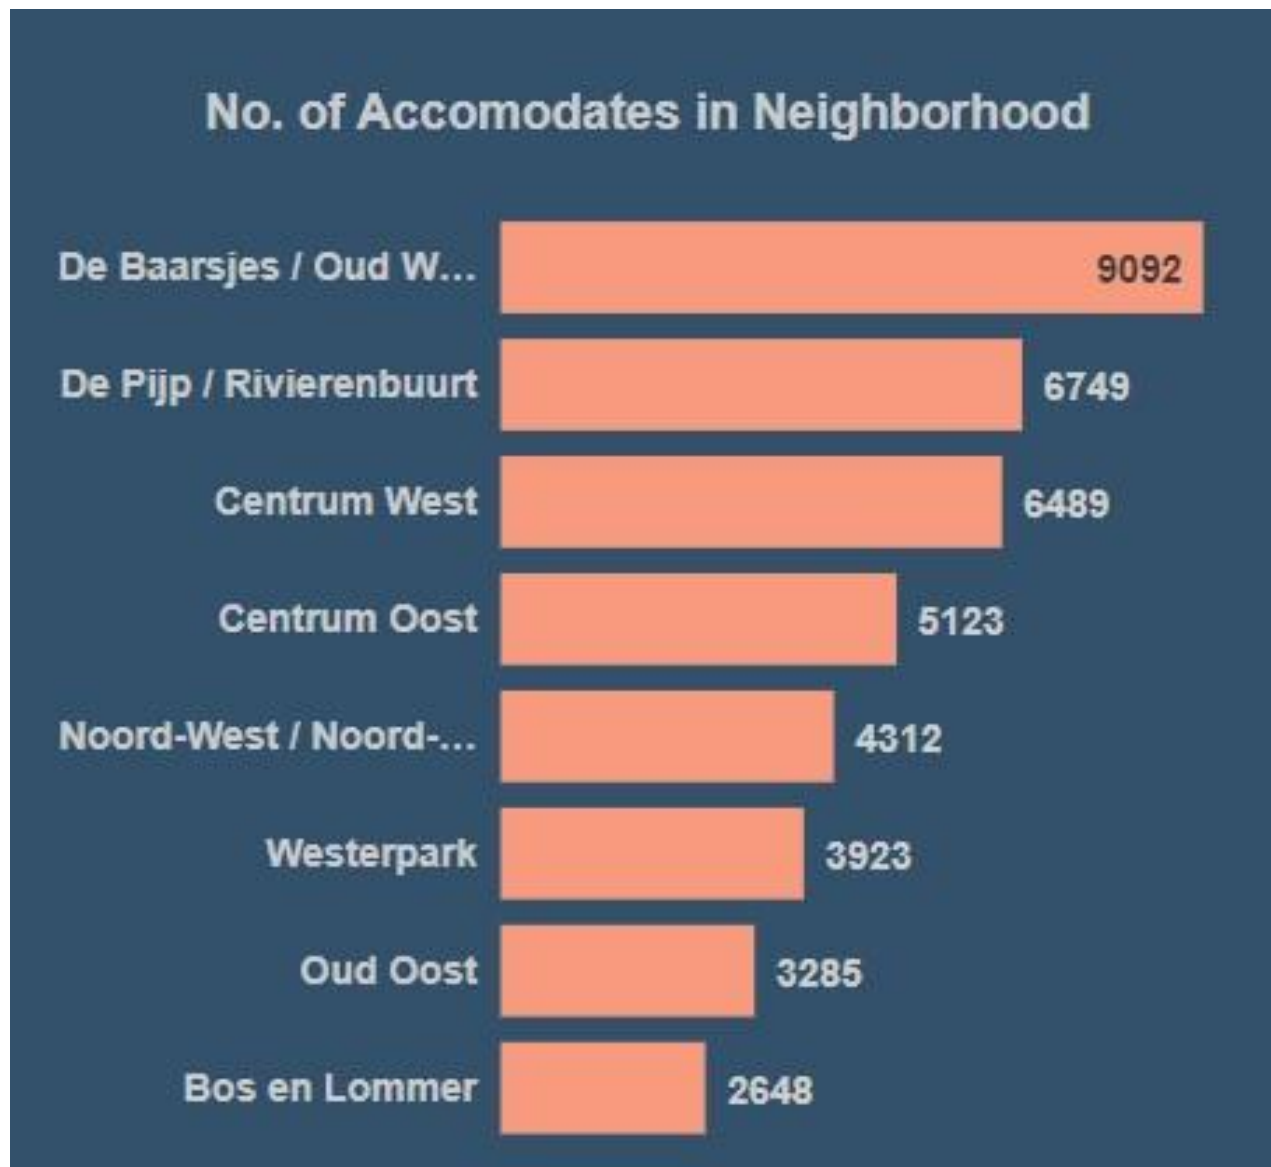 No. of Accomodates in Neighborhood
De Baarsjes / Oud W... 9092
De Pijp / Rivierenbuurt 6749
Centrum West 6489
Centrum Oost 5123
Noord-West / Noord-... 4312
Westerpark 3923
Oud Oost 3285
Bos en Lommer 2648